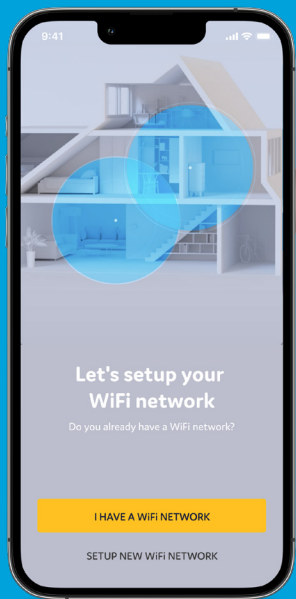 9:41
Let's setup your
WiFi network
Do you already have a WiFi network?
I HAVE A WiFi NETWORK
SETUP NEW WiFi NETWORK